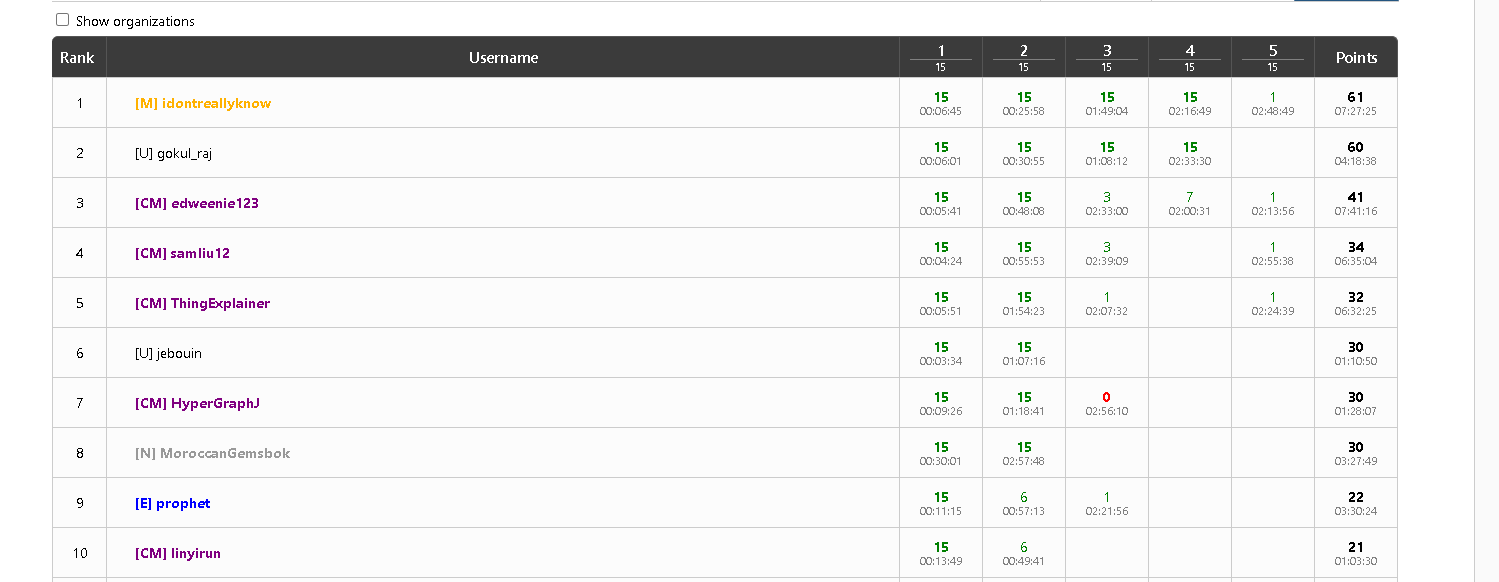 Show organizations
Rank Username 1 2 3 4 5 Points
15 15 15 15 15
1 [M] idontreallyknow 15 15 15 15 1 61
00:06:45 00:25:58 01:49:04 02:16:49 02:48:49 07:27:25
2 [U] gokul_raj 15 15 15 15 60
00:06:01 00:30:55 01:08:12 02:33:30 04:18:38
3 [CM] edweenie123 15 15 3 7 1 41
00:05:41 00:48:08 02:33:00 02:00:31 02:13:56 07:41:16
4 [CM] samliu12 15 15 3 1 34
00:04:24 00:55:53 02:39:09 02:55:38 06:35:04
5 [CM] ThingExplainer 15 15 1 1 32
00:05:51 01:54:23 02:07:32 02:24:39 06:32:25
6 [U] jebouin 15 15 30
00:03:34 01:07:16 01:10:50
7 [CM] HyperGraphJ 15 15 0 30
00:09:26 01:18:41 02:56:10 01:28:07
8 [N] MoroccanGemsbok 15 15 30
00:30:01 02:57:48 03:27:49
9 [E] prophet 15 6 1 22
00:11:15 00:57:13 02:21:56 03:30:24
10 [CM] linyirun 15 6 21
00:13:49 00:49:41 01:03:30